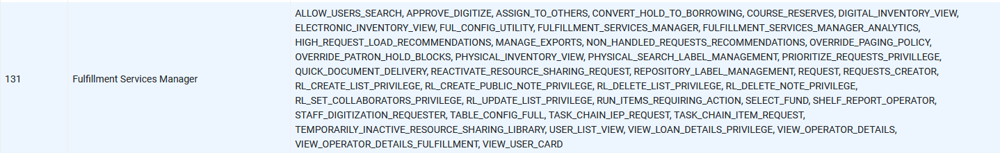 ALLOW_USERS_SEARCH, APPROVE_DIGITIZE, ASSIGN_TO_OTHERS, CONVERT_HOLD_TO_BORROWING, COURSE_RESERVES, DIGITAL_INVENTORY_VIEW,
ELECTRONIC_INVENTORY_VIEW, FUL_CONFIG_UTILITY, FULFILLMENT_SERVICES_MANAGER, FULFILLMENT_SERVICES_MANAGER_ANALYTICS,
HIGH_REQUEST_LOAD_RECOMMENDATIONS, MANAGE_EXPORTS, NON_HANDLED_REQUESTS_RECOMMENDATIONS, OVERRIDE_PAGING_POLICY,
OVERRIDE_PATRON_HOLD_BLOCKS, PHYSICAL_INVENTORY_VIEW, PHYSICAL_SEARCH_LABEL_MANAGEMENT, PRIORITIZE_REQUESTS_PRIVILLEGE,
QUICK_DOCUMENT_DELIVERY, REACTIVATE_RESOURCE_SHARING_REQUEST, REPOSITORY_LABEL_MANAGEMENT, REQUEST, REQUESTS_CREATOR,
131 Fulfillment Services Manager
RL_CREATE_LIST_PRIVILEGE, RL_CREATE_PUBLIC_NOTE_PRIVILEGE, RL_DELETE_LIST_PRIVILEGE, RL_DELETE_NOTE_PRIVILEGE,
RL_SET_COLLABORATORS_PRIVILEGE, RL_UPDATE_LIST_PRIVILEGE, RUN_ITEMS_REQUIRING_ACTION, SELECT_FUND, SHELF_REPORT_OPERATOR,
STAFF_DIGITIZATION_REQUESTER, TABLE_CONFIG_FULL, TASK_CHAIN_IEP_REQUEST, TASK_CHAIN_ITEM_REQUEST,
TEMPORARILY_INACTIVE_RESOURCE_SHARING_LIBRARY, USER_LIST_VIEW, VIEW_LOAN_DETAILS_PRIVILEGE, VIEW_OPERATOR_DETAILS,
VIEW_OPERATOR_DETAILS_FULFILLMENT, VIEW_USER_CARD